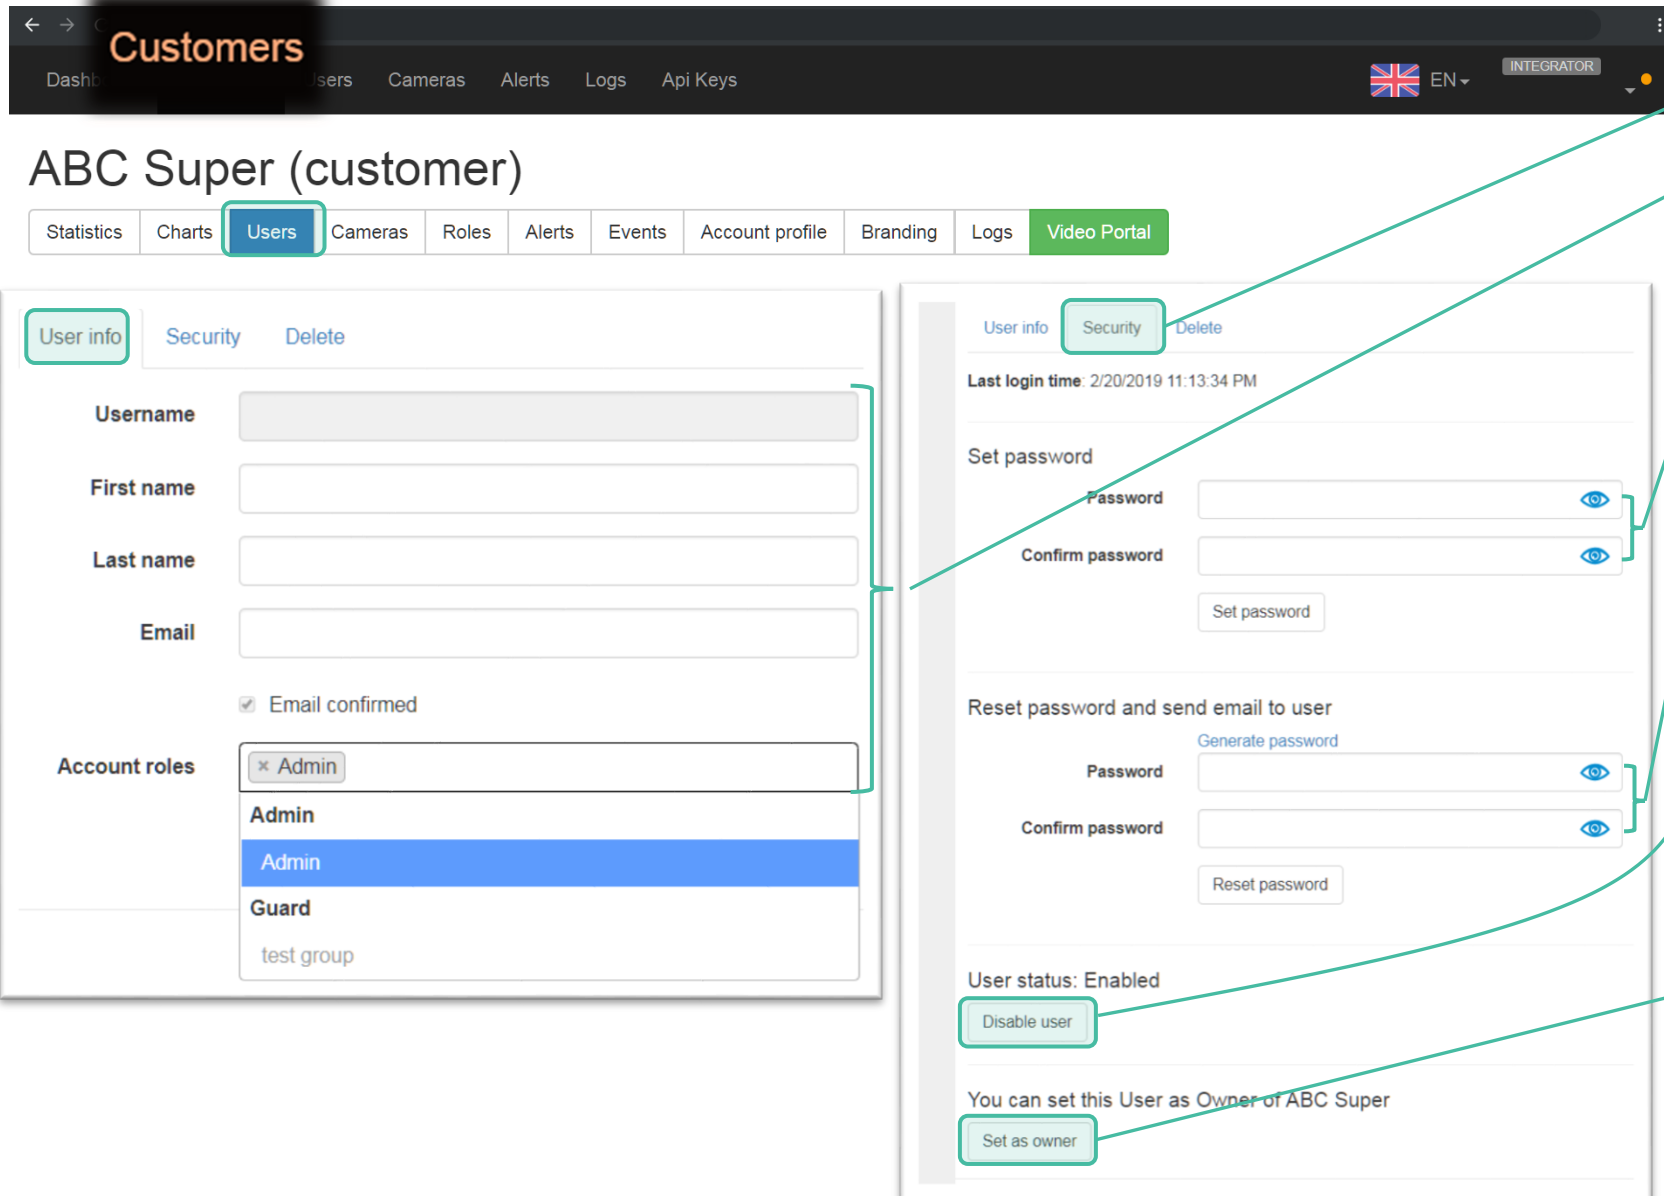 Customers
Cameras Alerts Logs Api Keys
EN
INTEGRATOR
ABC Super (customer)
Statistics Charts Users Cameras Roles Alerts Events Account profile Branding Logs Video Portal
User info Security Delete
Username
First name
Last name
Email
Email confirmed
Account roles × Admin
Admin
Admin
Guard
test group
User info Security Delete
Last login time: 2/20/2019 11:13:34 PM
Set password
Password
Confirm password
Set password
Reset password and send email to user
Generate password
Password
Confirm password
Reset password
User status: Enabled
Disable user
You can set this User as Owner of ABC Super
Set as owner